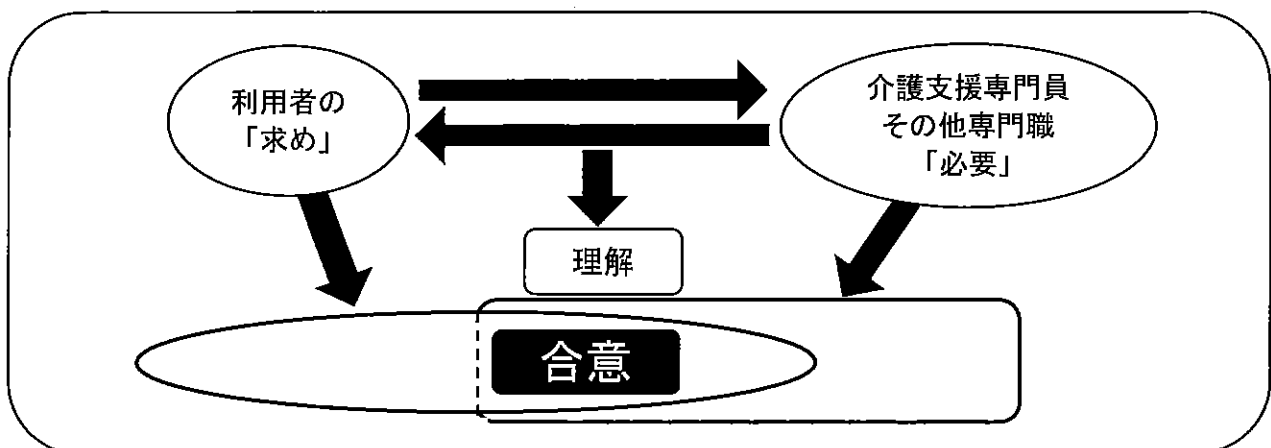 利用者の
「求め」
介護支援専門員
その他専門職
「必要」
理解
合意